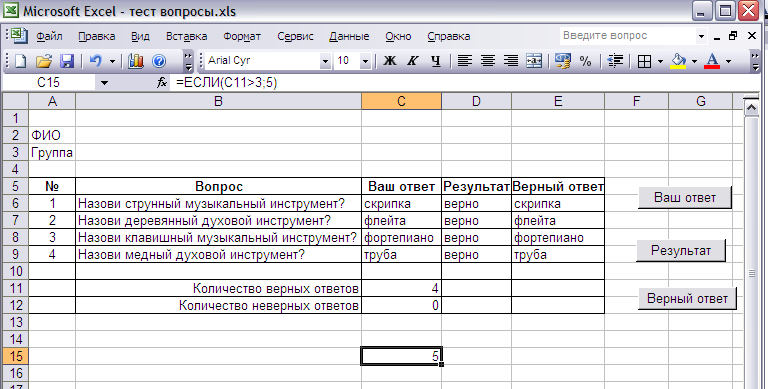 Microsoft Excel - тест вопросы.xls
Файл Правка Вид Вставка Формат Сервис Данные Окно Справка Введите вопрос
Arial Cyr 10 Ж К Ч %
C15 fx =ЕСЛИ(C11>3;5)
A B C D E F G
1
2 ФИО
3 Группа
4
5 № Вопрос Ваш ответ Результат Верный ответ
6 1 Назови струнный музыкальный инструмент? скрипка верно скрипка Ваш ответ
7 2 Назови деревянный духовой инструмент? флейта верно флейта
8 3 Назови клавишный музыкальный инструмент? фортепиано верно фортепиано
9 4 Назови медный духовой инструмент? труба верно труба Результат
10
11 Количество верных ответов 4 Верный ответ
12 Количество неверных ответов 0
13
14
15 5
16